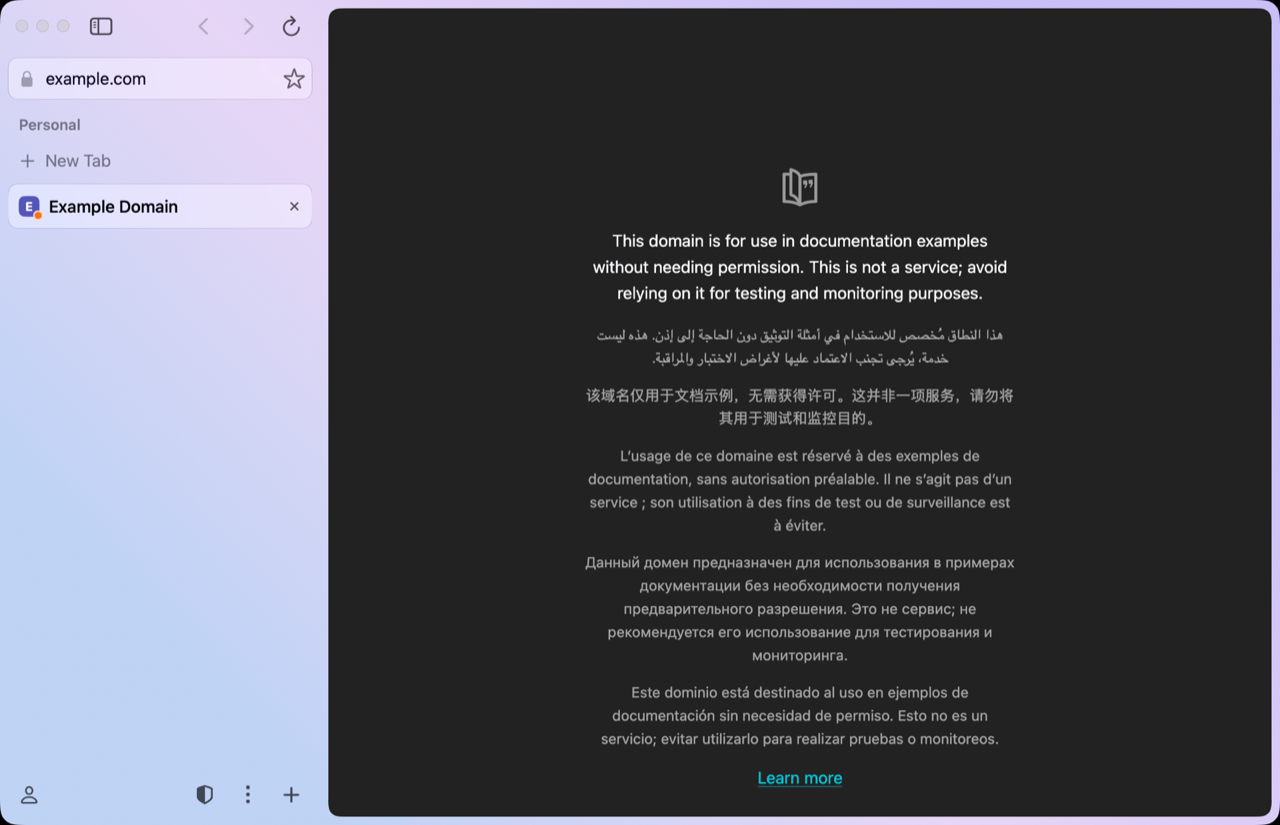 example.com
Personal
New Tab
E
Example Domain
This domain is for use in documentation examples
without needing permission. This is not a service; avoid
relying on it for testing and monitoring purposes.
هذا النطاق مُخصص للاستخدام في أمثلة التوثيق دون الحاجة إلى إذن. هذه ليست
خدمة، يُرجى تجنب الاعتماد عليها لأغراض الاختبار والمراقبة.
该域名仅用于文档示例，无需获得许可。这并非一项服务，请勿将
其用于测试和监控目的。
L’usage de ce domaine est réservé à des exemples de
documentation, sans autorisation préalable. Il ne s’agit pas d’un
service ; son utilisation à des fins de test ou de surveillance est
à éviter.
Данный домен предназначен для использования в примерах
документации без необходимости получения
предварительного разрешения. Это не сервис; не
рекомендуется его использование для тестирования и
мониторинга.
Este dominio está destinado al uso en ejemplos de
documentación sin necesidad de permiso. Esto no es un
servicio; evitar utilizarlo para realizar pruebas o monitoreos.
Learn more